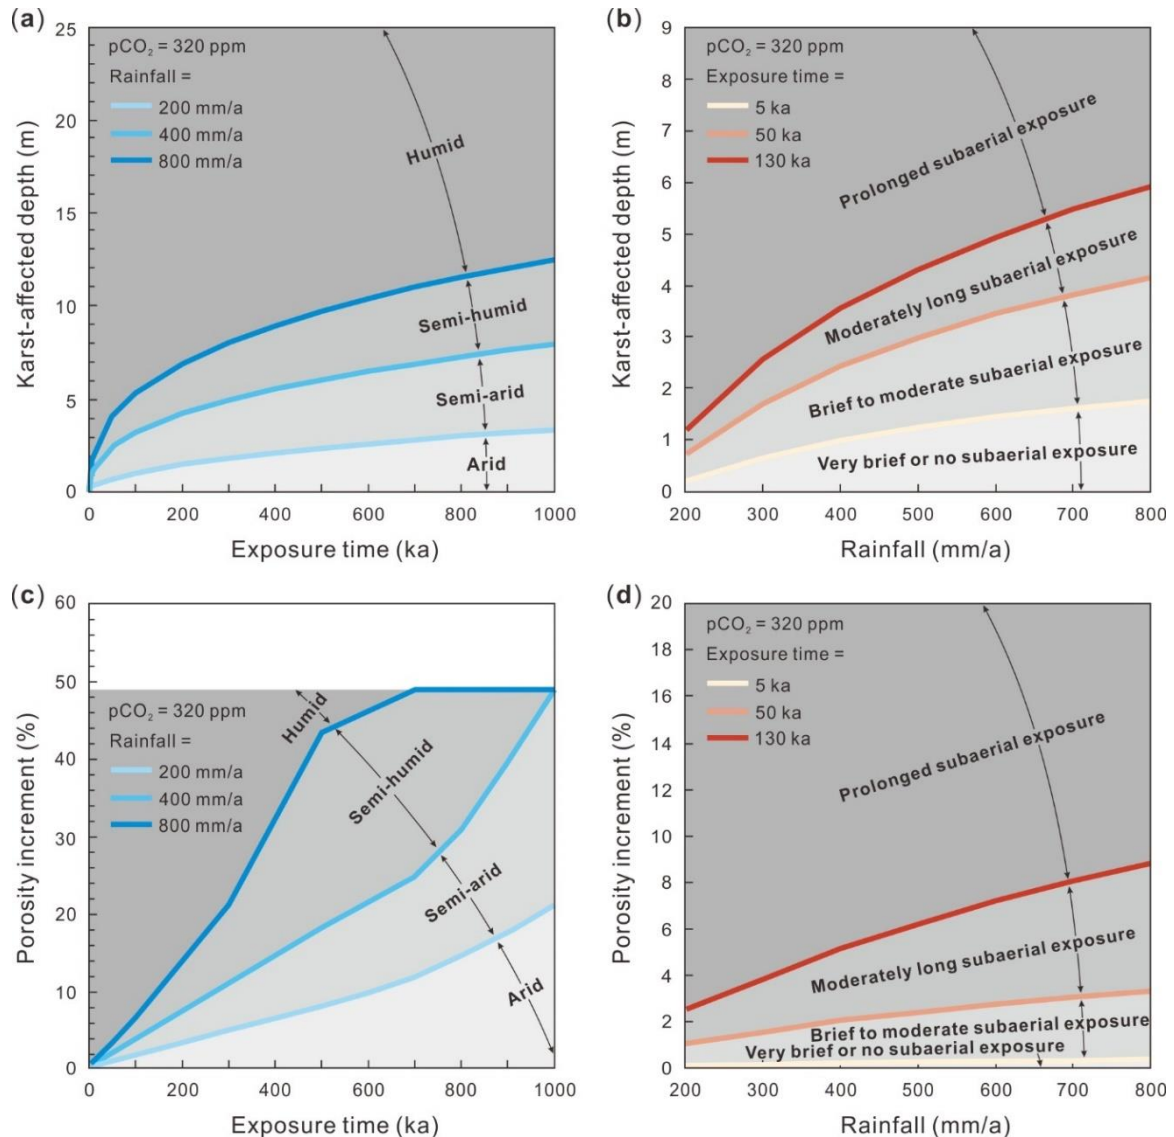 (a)
25
20
15
10
5
0
Karst-affected depth (m)
pCO₂ = 320 ppm
Rainfall =
200 mm/a
400 mm/a
800 mm/a
Humid
Semi-humid
Semi-arid
Arid
0 200 400 600 800 1000
Exposure time (ka)
(b)
9
8
7
6
5
4
3
2
1
0
Karst-affected depth (m)
pCO₂ = 320 ppm
Exposure time =
5 ka
50 ka
130 ka
Prolonged subaerial exposure
Moderately long subaerial exposure
Brief to moderate subaerial exposure
Very brief or no subaerial exposure
200 300 400 500 600 700 800
Rainfall (mm/a)
(c)
60
50
40
30
20
10
0
Porosity increment (%)
pCO₂ = 320 ppm
Rainfall =
200 mm/a
400 mm/a
800 mm/a
Humid
Semi-humid
Semi-arid
Arid
0 200 400 600 800 1000
Exposure time (ka)
(d)
20
18
16
14
12
10
8
6
4
2
0
Porosity increment (%)
pCO₂ = 320 ppm
Exposure time =
5 ka
50 ka
130 ka
Prolonged subaerial exposure
Moderately long subaerial exposure
Brief to moderate subaerial exposure
Very brief or no subaerial exposure
200 300 400 500 600 700 800
Rainfall (mm/a)